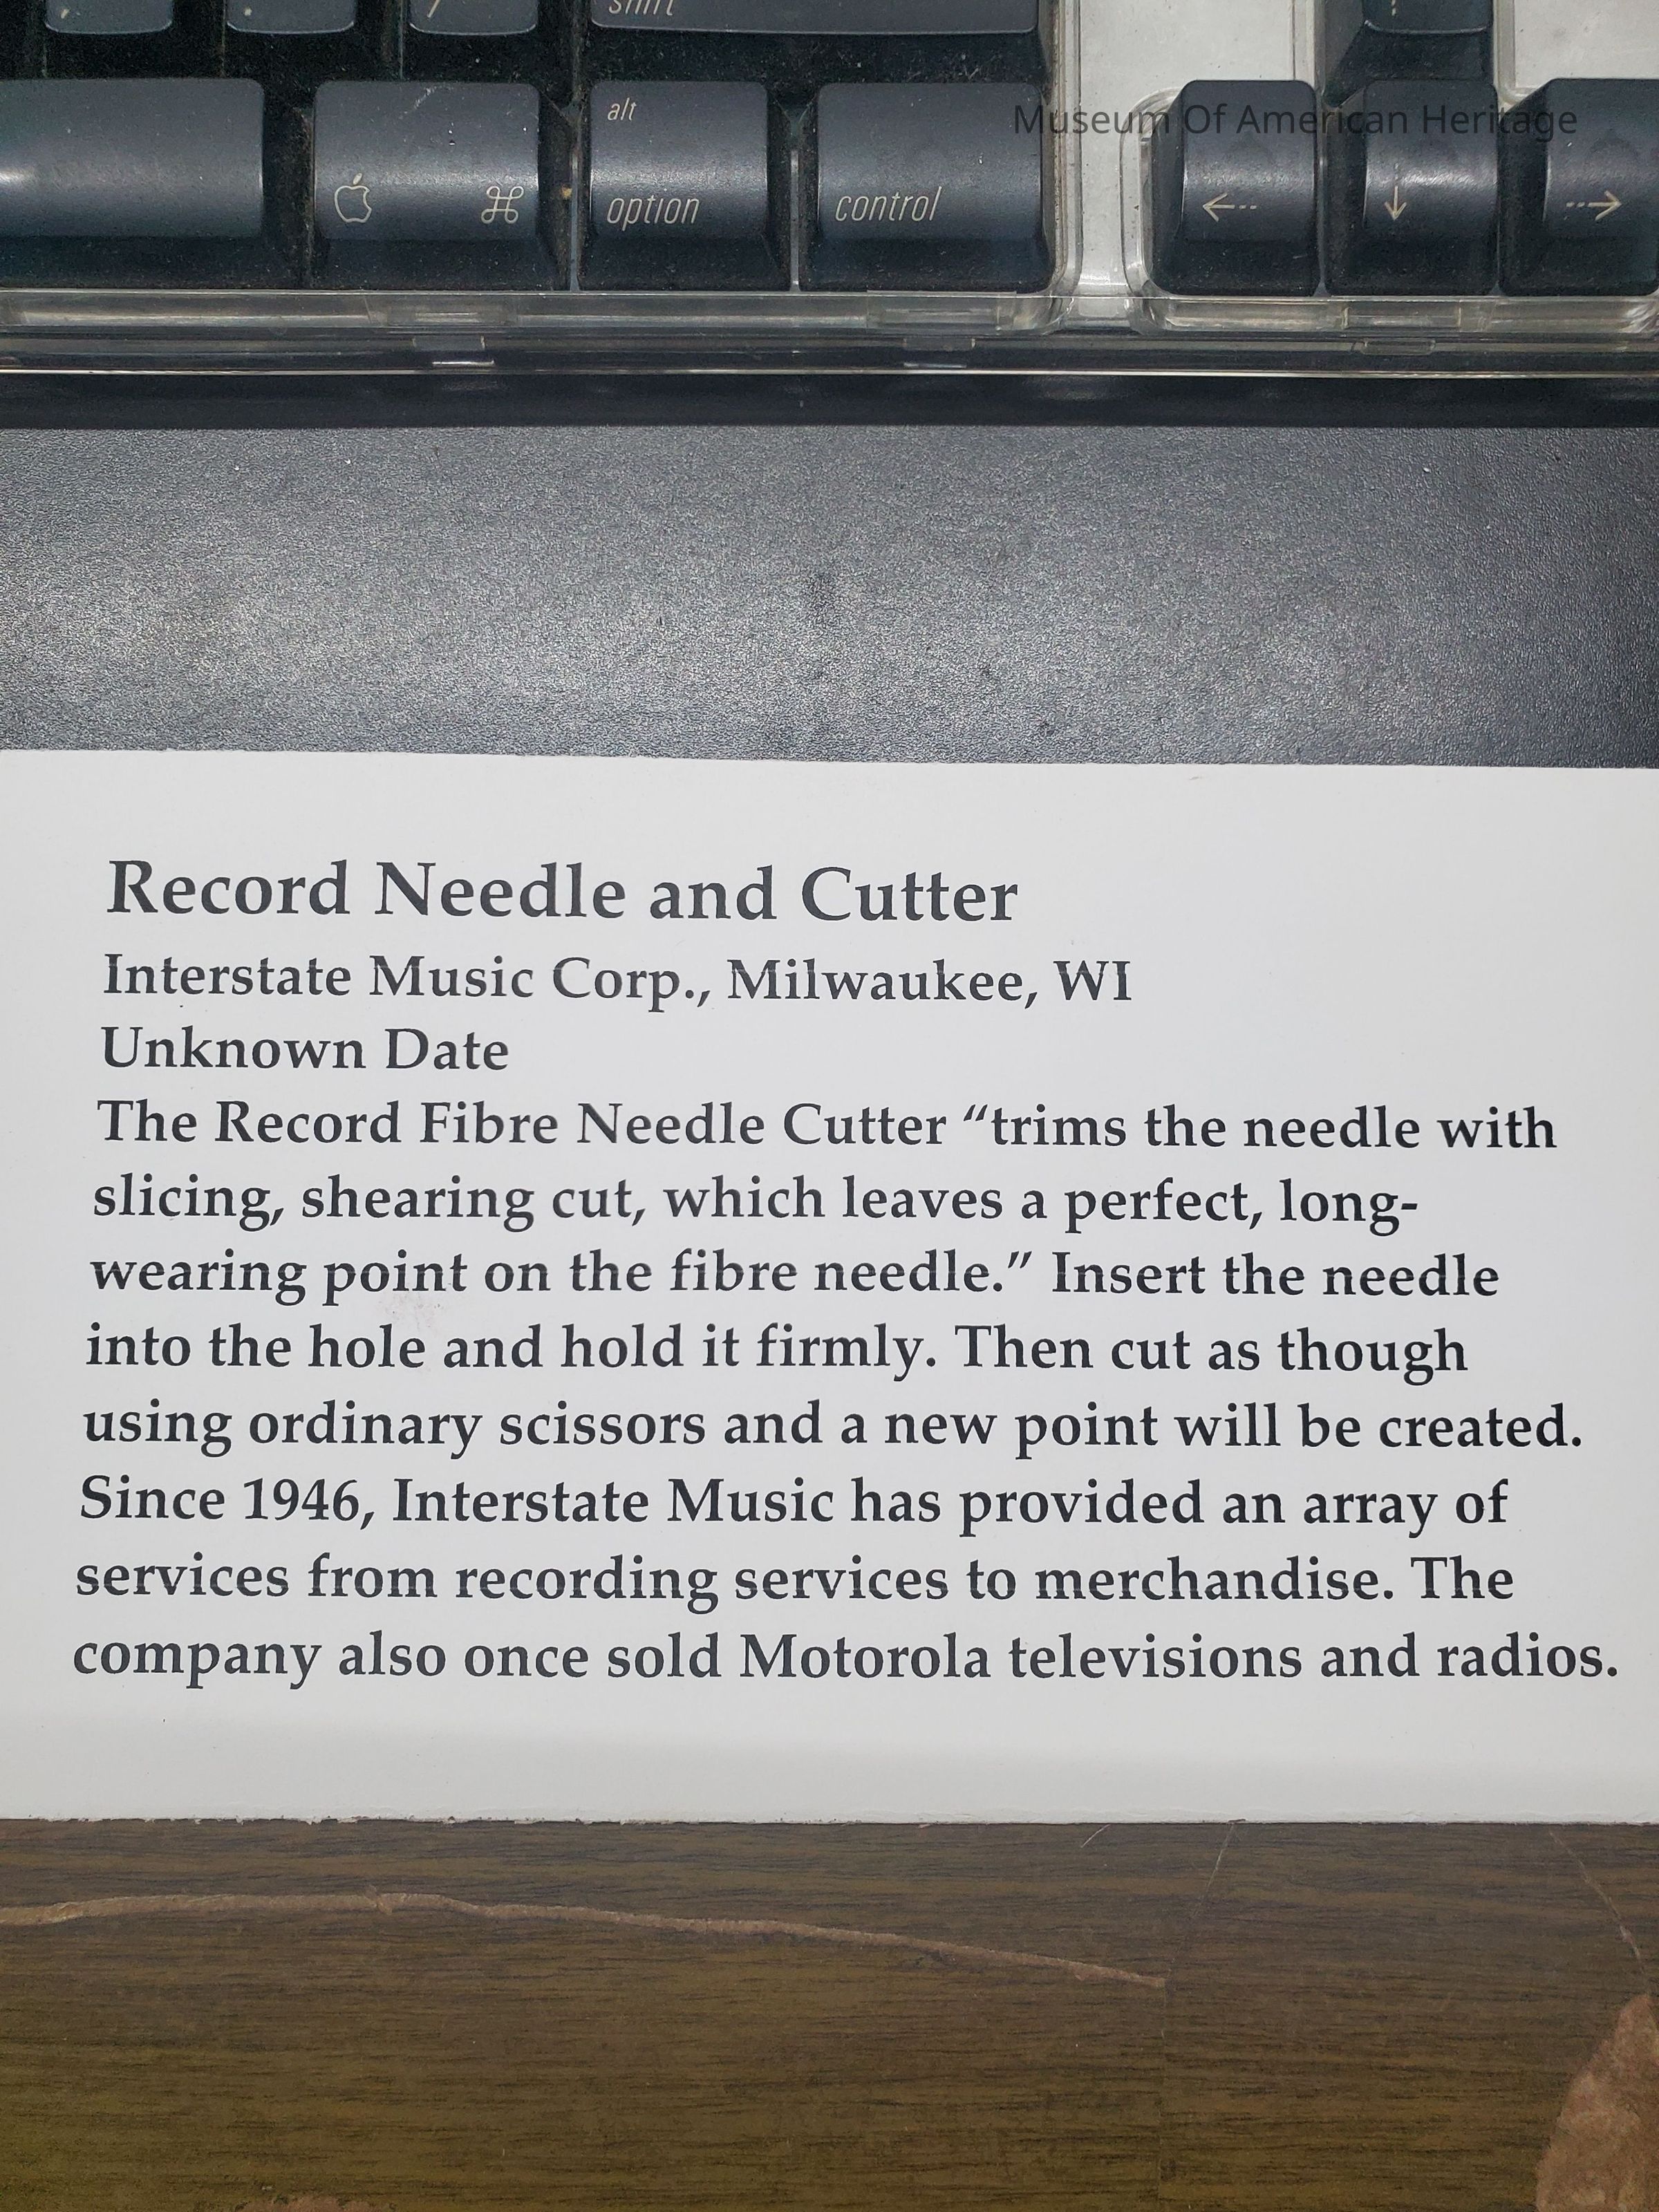 shift
alt
⌘
option
control
←--
↓
--→
Museum Of American Heritage
Record Needle and Cutter
Interstate Music Corp., Milwaukee, WI
Unknown Date
The Record Fibre Needle Cutter “trims the needle with
slicing, shearing cut, which leaves a perfect, long-
wearing point on the fibre needle.” Insert the needle
into the hole and hold it firmly. Then cut as though
using ordinary scissors and a new point will be created.
Since 1946, Interstate Music has provided an array of
services from recording services to merchandise. The
company also once sold Motorola televisions and radios.